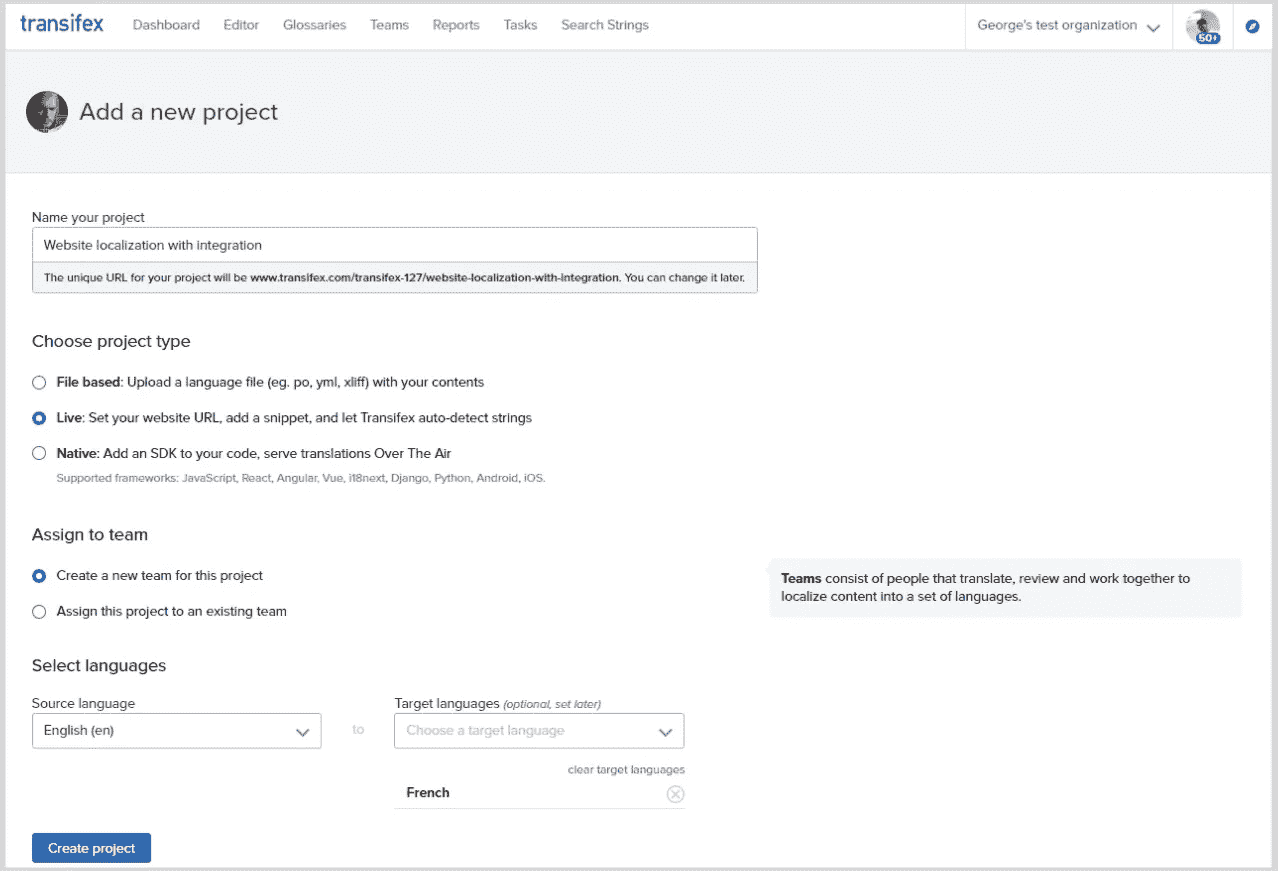 transifex Dashboard Editor Glossaries Teams Reports Tasks Search Strings George's test organization
50+
Add a new project
Name your project
Website localization with integration
The unique URL for your project will be www.transifex.com/transifex-127/website-localization-with-integration. You can change it later.
Choose project type
File based: Upload a language file (eg. po, yml, xliff) with your contents
Live: Set your website URL, add a snippet, and let Transifex auto-detect strings
Native: Add an SDK to your code, serve translations Over The Air
Supported frameworks: JavaScript, React, Angular, Vue, i18next, Django, Python, Android, iOS.
Assign to team
Create a new team for this project
Assign this project to an existing team
Teams consist of people that translate, review and work together to
localize content into a set of languages.
Select languages
Source language
English (en)
to
Target languages (optional, set later)
Choose a target language
clear target languages
French
Create project